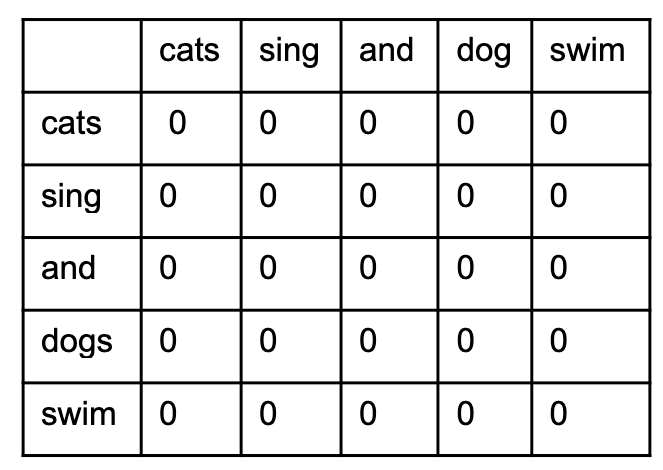 cats sing and dog swim
cats 0 0 0 0 0
sing 0 0 0 0 0
and 0 0 0 0 0
dogs 0 0 0 0 0
swim 0 0 0 0 0